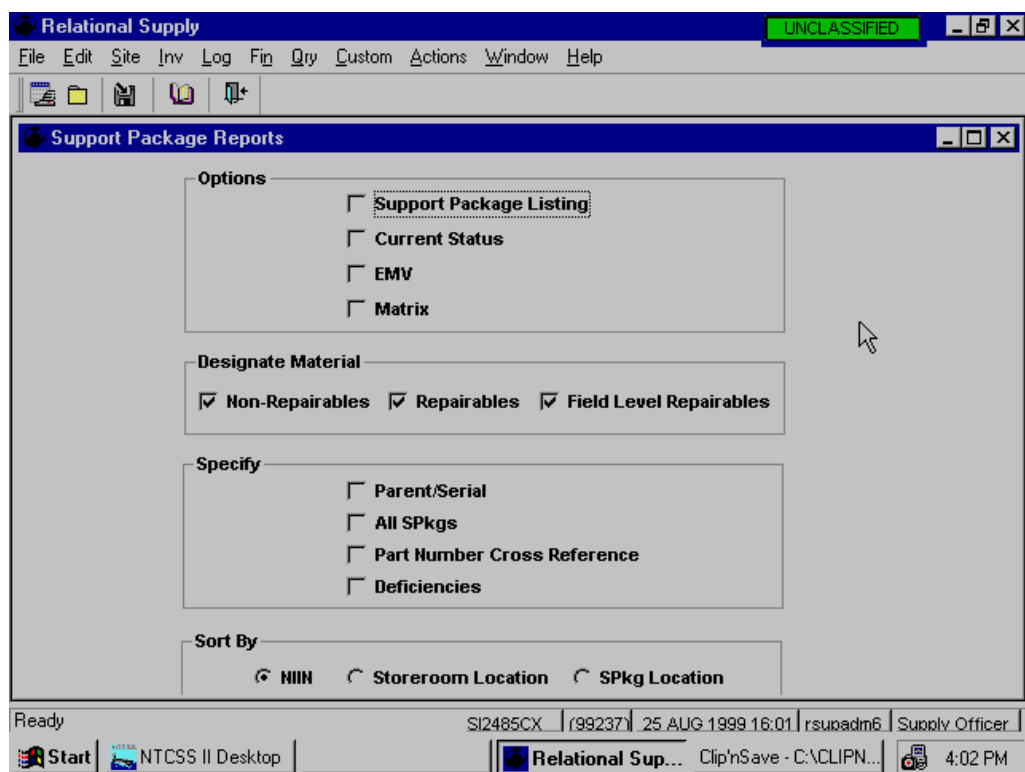 Relational Supply
UNCLASSIFIED
File Edit Site Inv Log Fin Qry Custom Actions Window Help
Support Package Reports
Options
Support Package Listing
Current Status
EMV
Matrix
Designate Material
Non-Repairables Repairables Field Level Repairables
Specify
Parent/Serial
All SPkgs
Part Number Cross Reference
Deficiencies
Sort By
NIIN Storeroom Location SPkg Location
Ready SI2485CX (99237) 25 AUG 1999 16:01 rsupadm6 Supply Officer
Start NTCSS II Desktop Relational Sup... Clip'nSave - C:\CLIPN... 4:02 PM